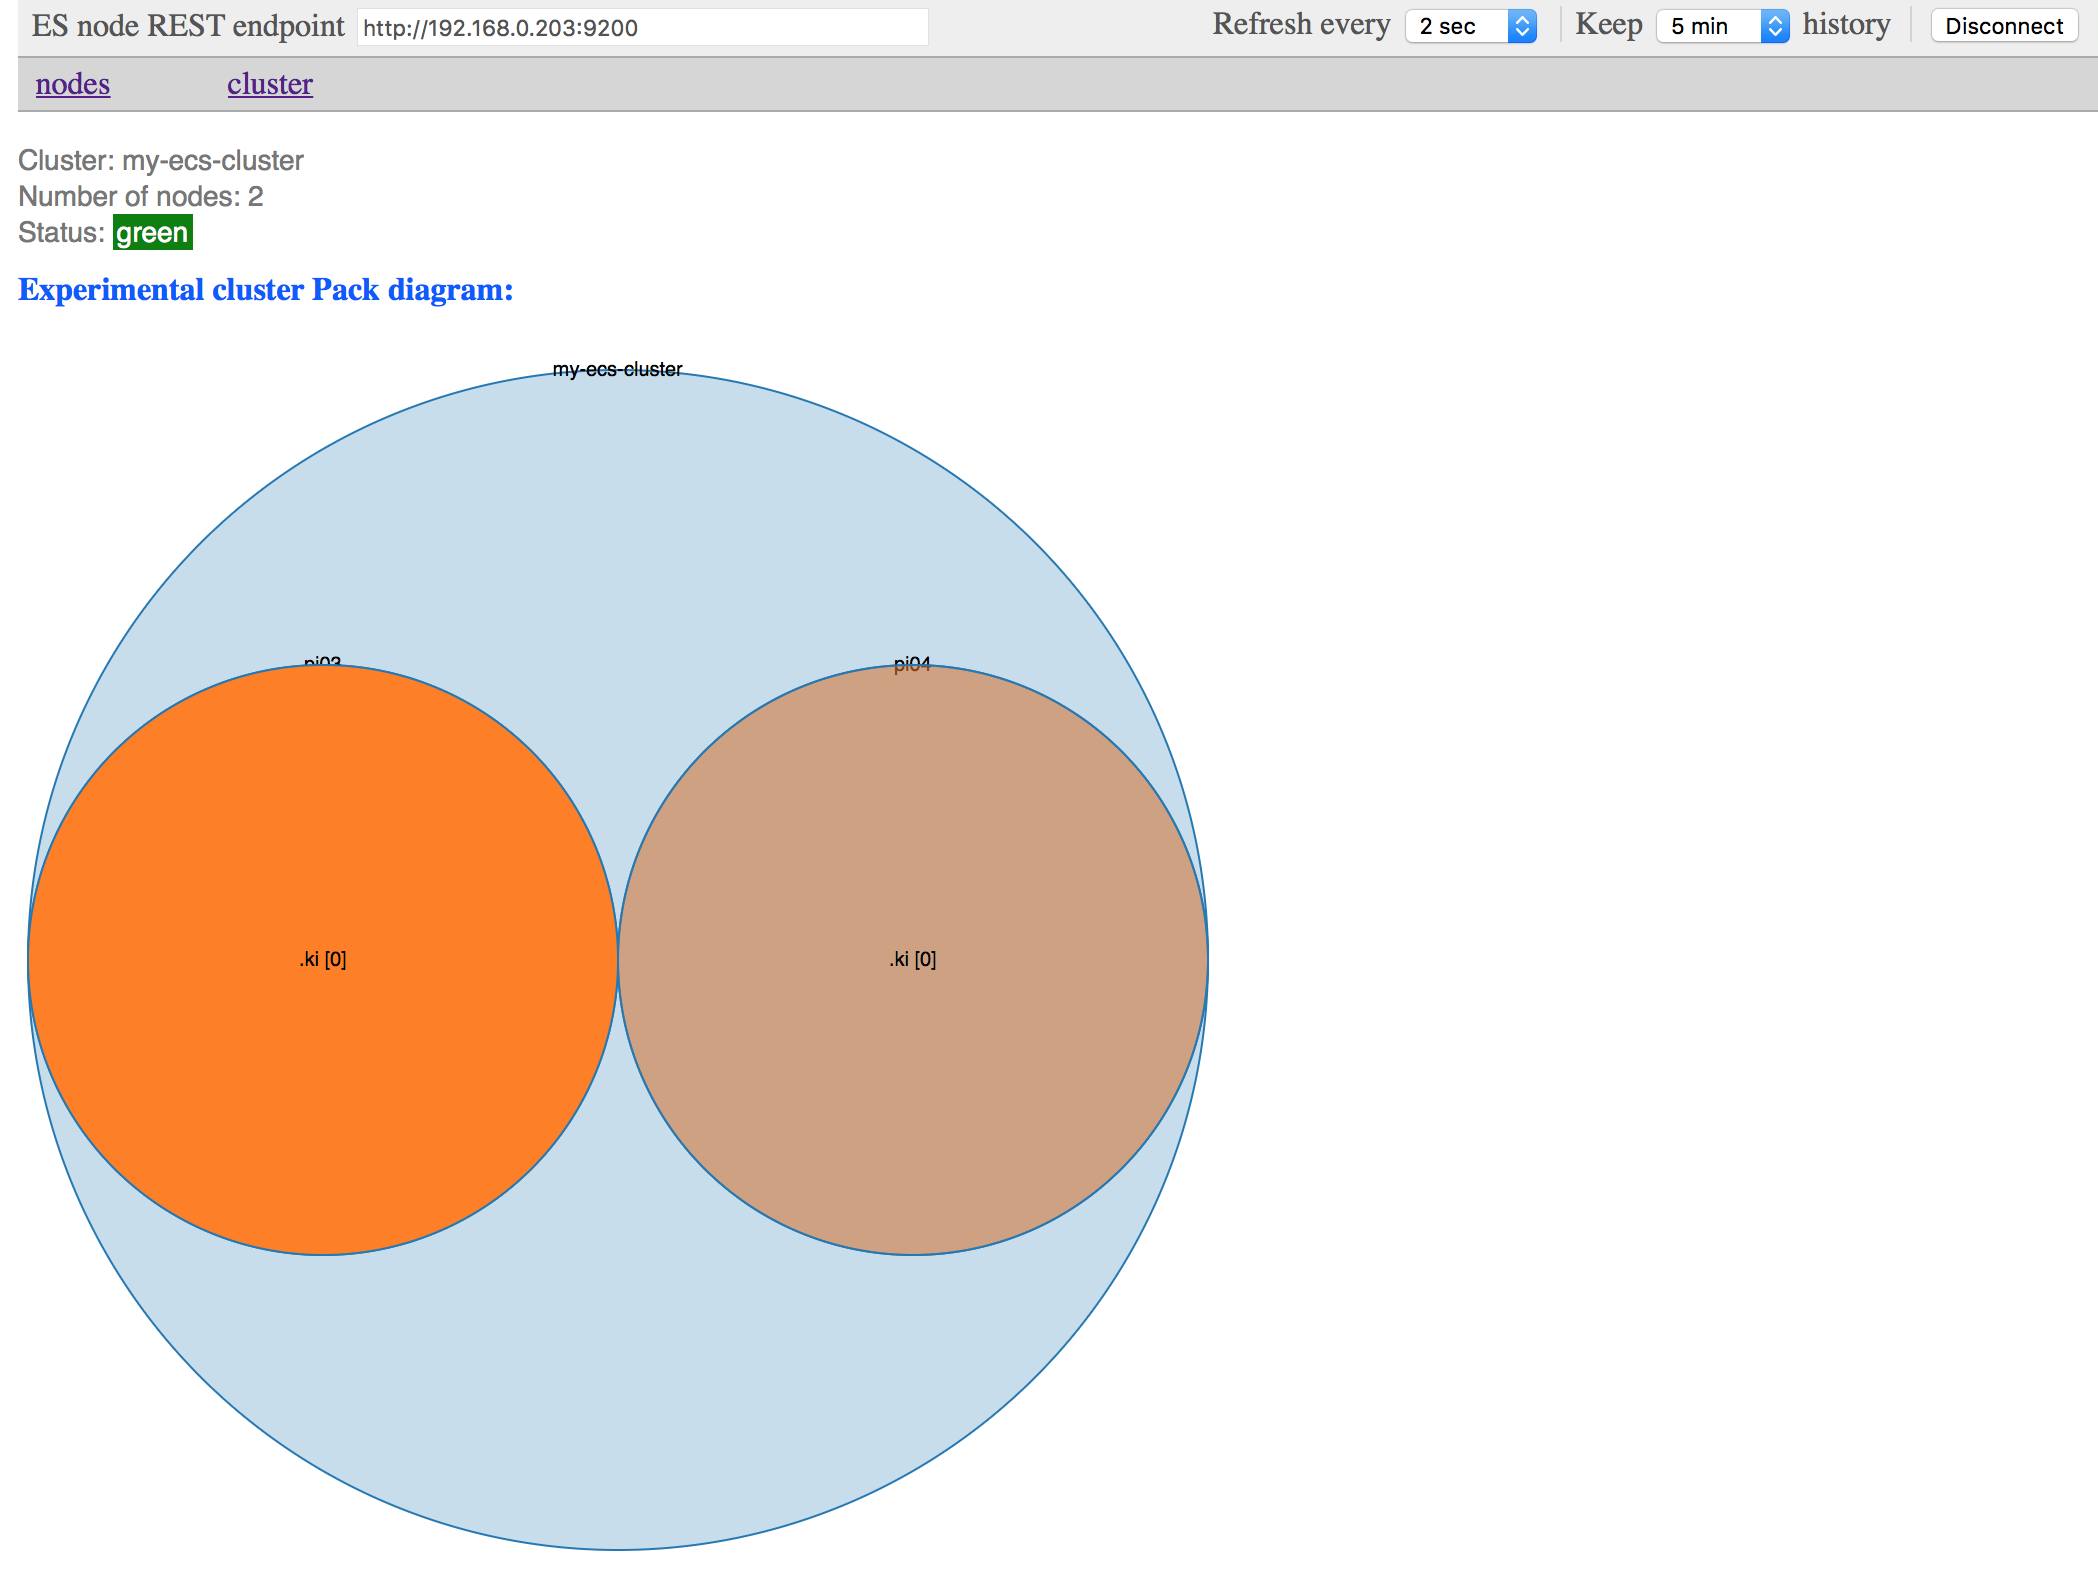 ES node REST endpoint http://192.168.0.203:9200 Refresh every 2 sec Keep 5 min history Disconnect
nodes cluster
Cluster: my-ecs-cluster
Number of nodes: 2
Status: green
Experimental cluster Pack diagram:
my-ecs-cluster
pi03 pi04
.ki [0] .ki [0]